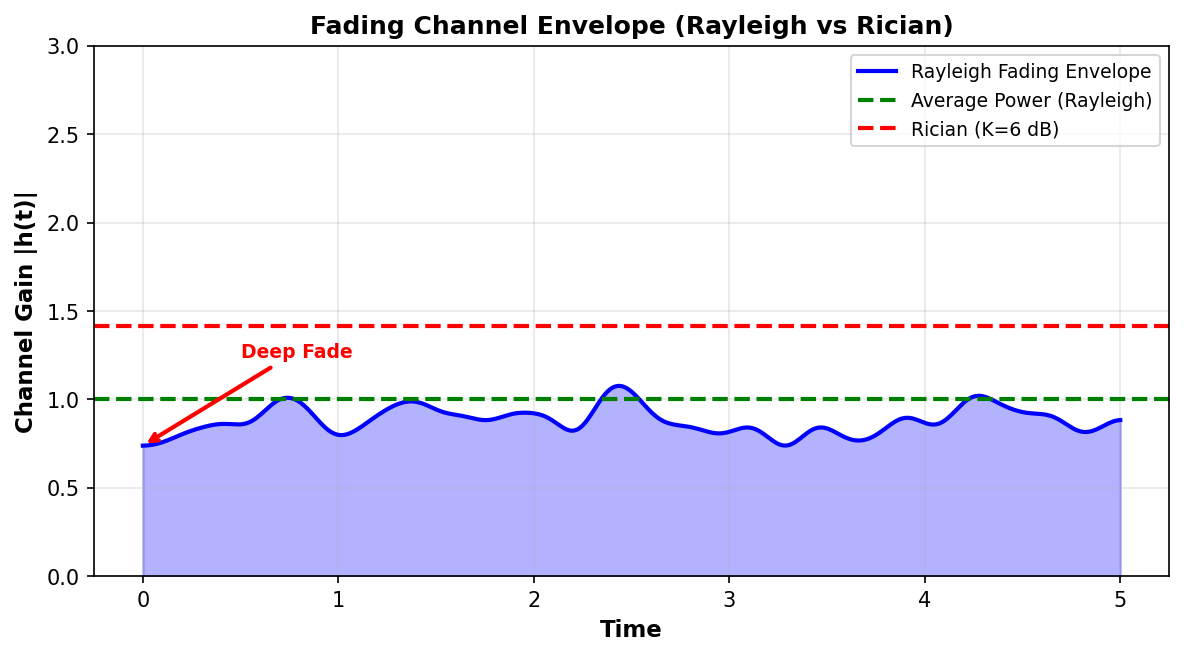 Fading Channel Envelope (Rayleigh vs Rician)
Channel Gain |h(t)|
3.0
2.5
2.0
1.5
1.0
0.5
0.0
Rayleigh Fading Envelope
Average Power (Rayleigh)
Rician (K=6 dB)
Deep Fade
0 1 2 3 4 5
Time